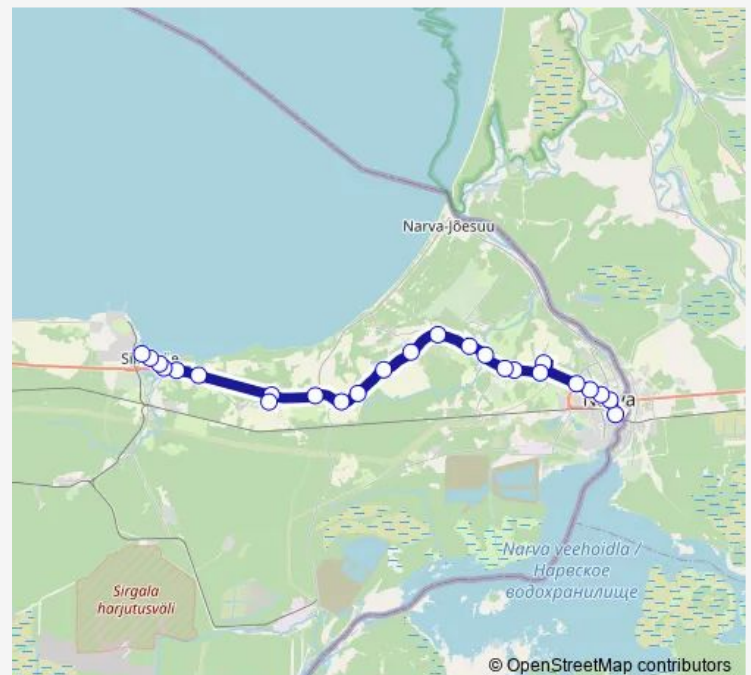 Narva-Jõesuu
Narva veehoidla /
Нарвское
водохранилище
Sirgala
harjutusväli
© OpenStreetMap contributors